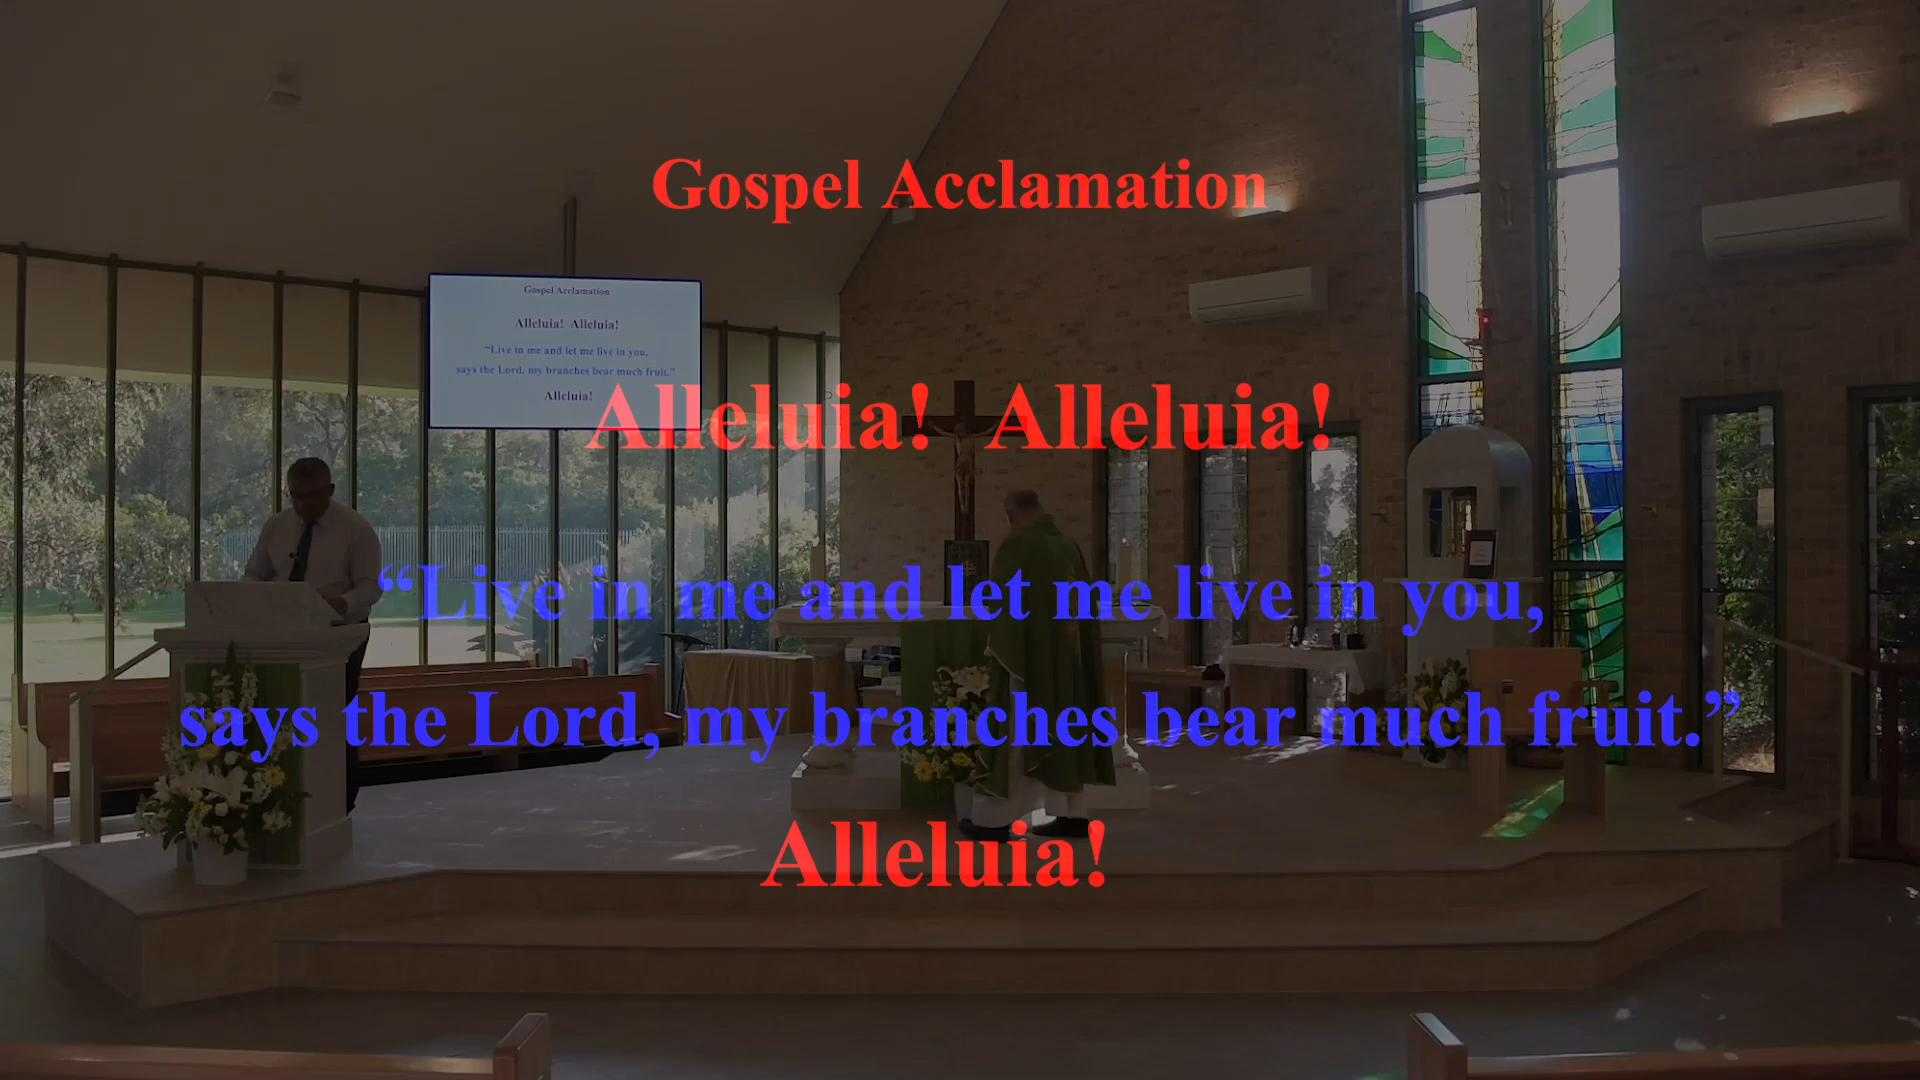 Gospel Acclamation
Alleluia! Alleluia!
“Live in me and let me live in you,
says the Lord, my branches bear much fruit.”
Alleluia!
Gospel Acclamation
Alleluia! Alleluia!
“Live in me and let me live in you,
says the Lord, my branches bear much fruit.”
Alleluia!